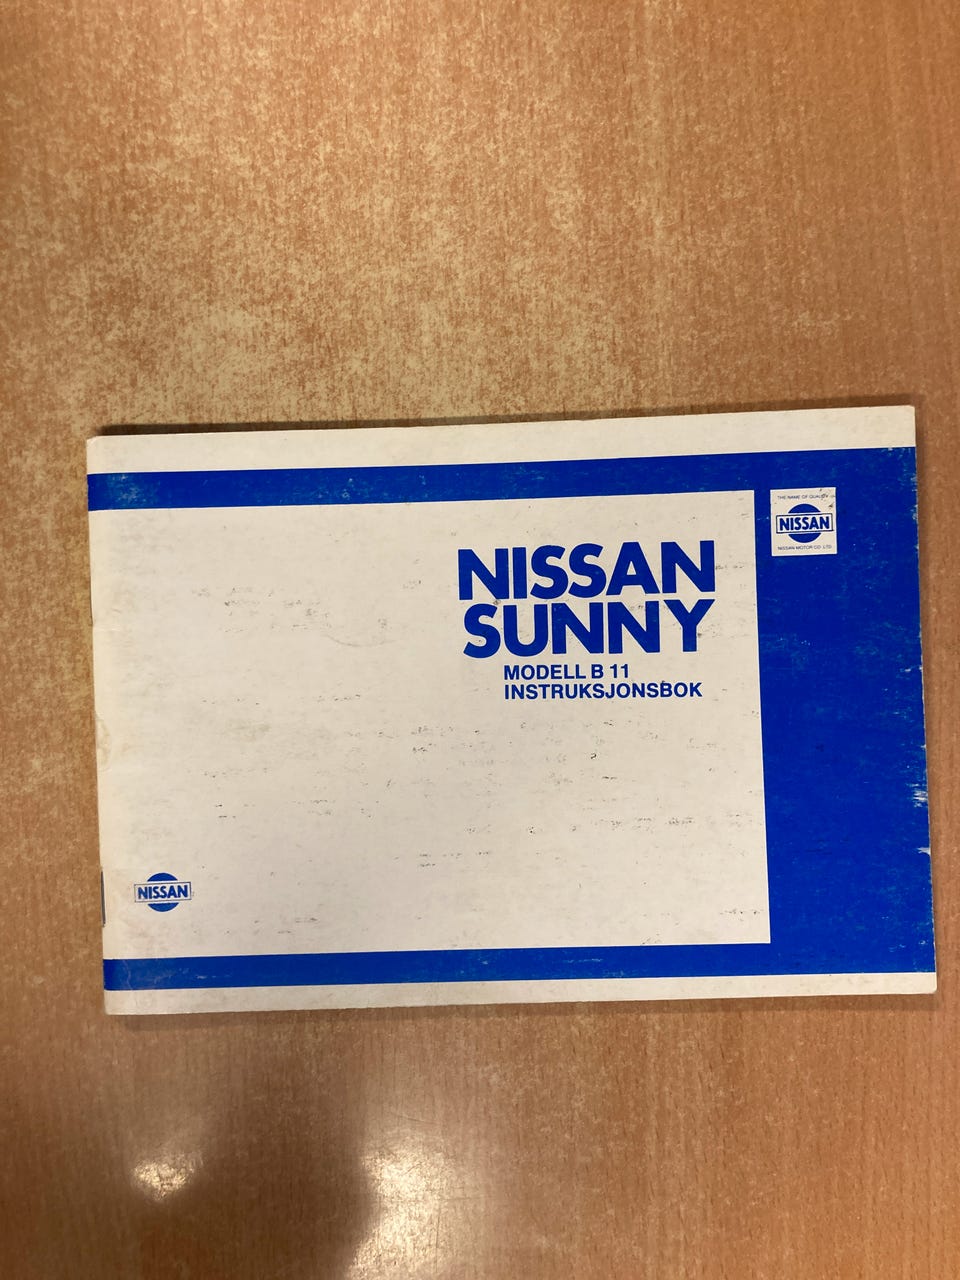 THE NAME OF QUALITY
NISSAN
NISSAN MOTOR CO. LTD.
NISSAN
SUNNY
MODELL B 11
INSTRUKSJONSBOK
NISSAN